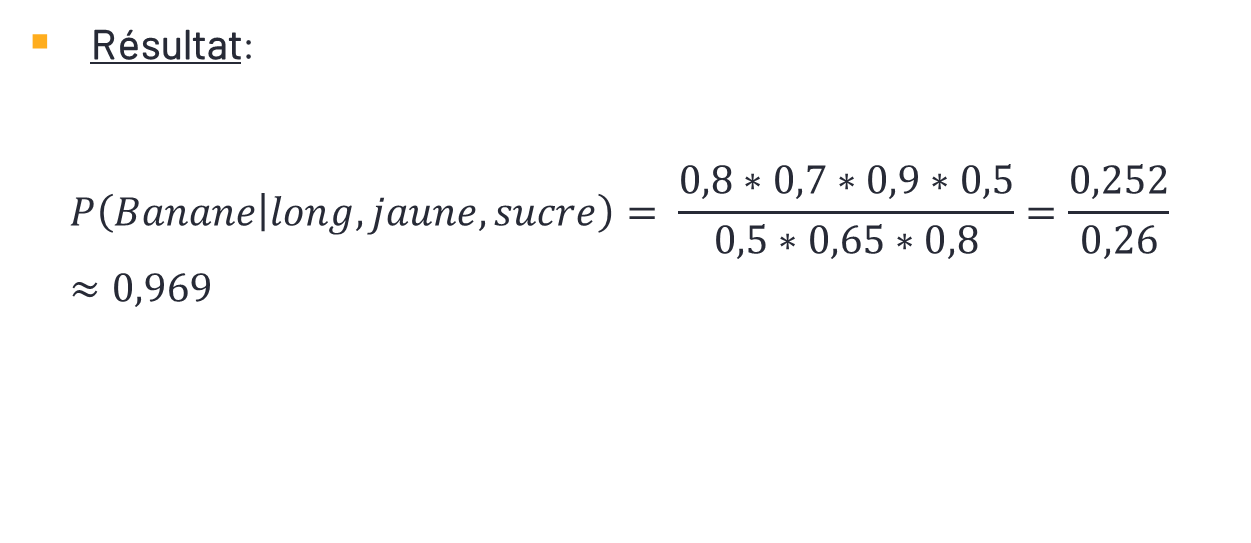 Résultat:
P(Banane|long, jaune, sucre) = 0,8 ∗ 0,7 ∗ 0,9 ∗ 0,5 / 0,5 ∗ 0,65 ∗ 0,8 = 0,252 / 0,26
≈ 0,969